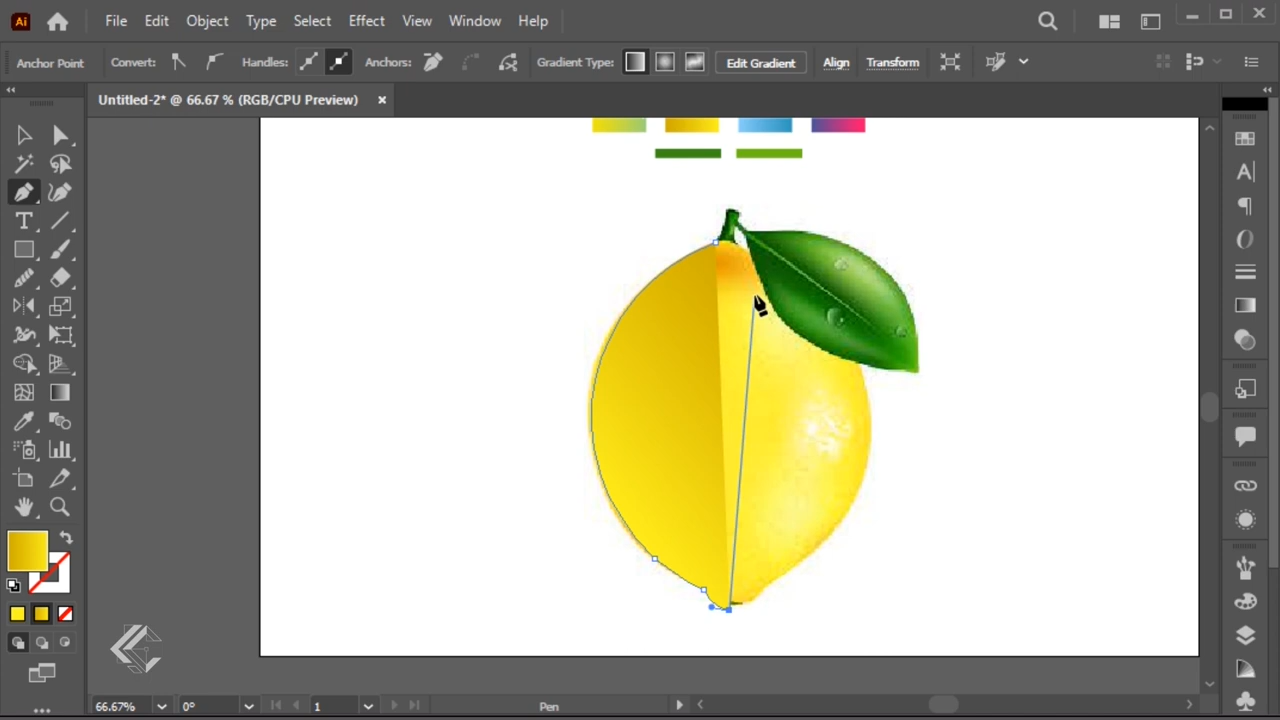 Ai File Edit Object Type Select Effect View Window Help
Anchor Point Convert: Handles: Anchors: Gradient Type: Edit Gradient Align Transform
Untitled-2* @ 66.67 % (RGB/CPU Preview) ×
66.67% 0° 1 Pen